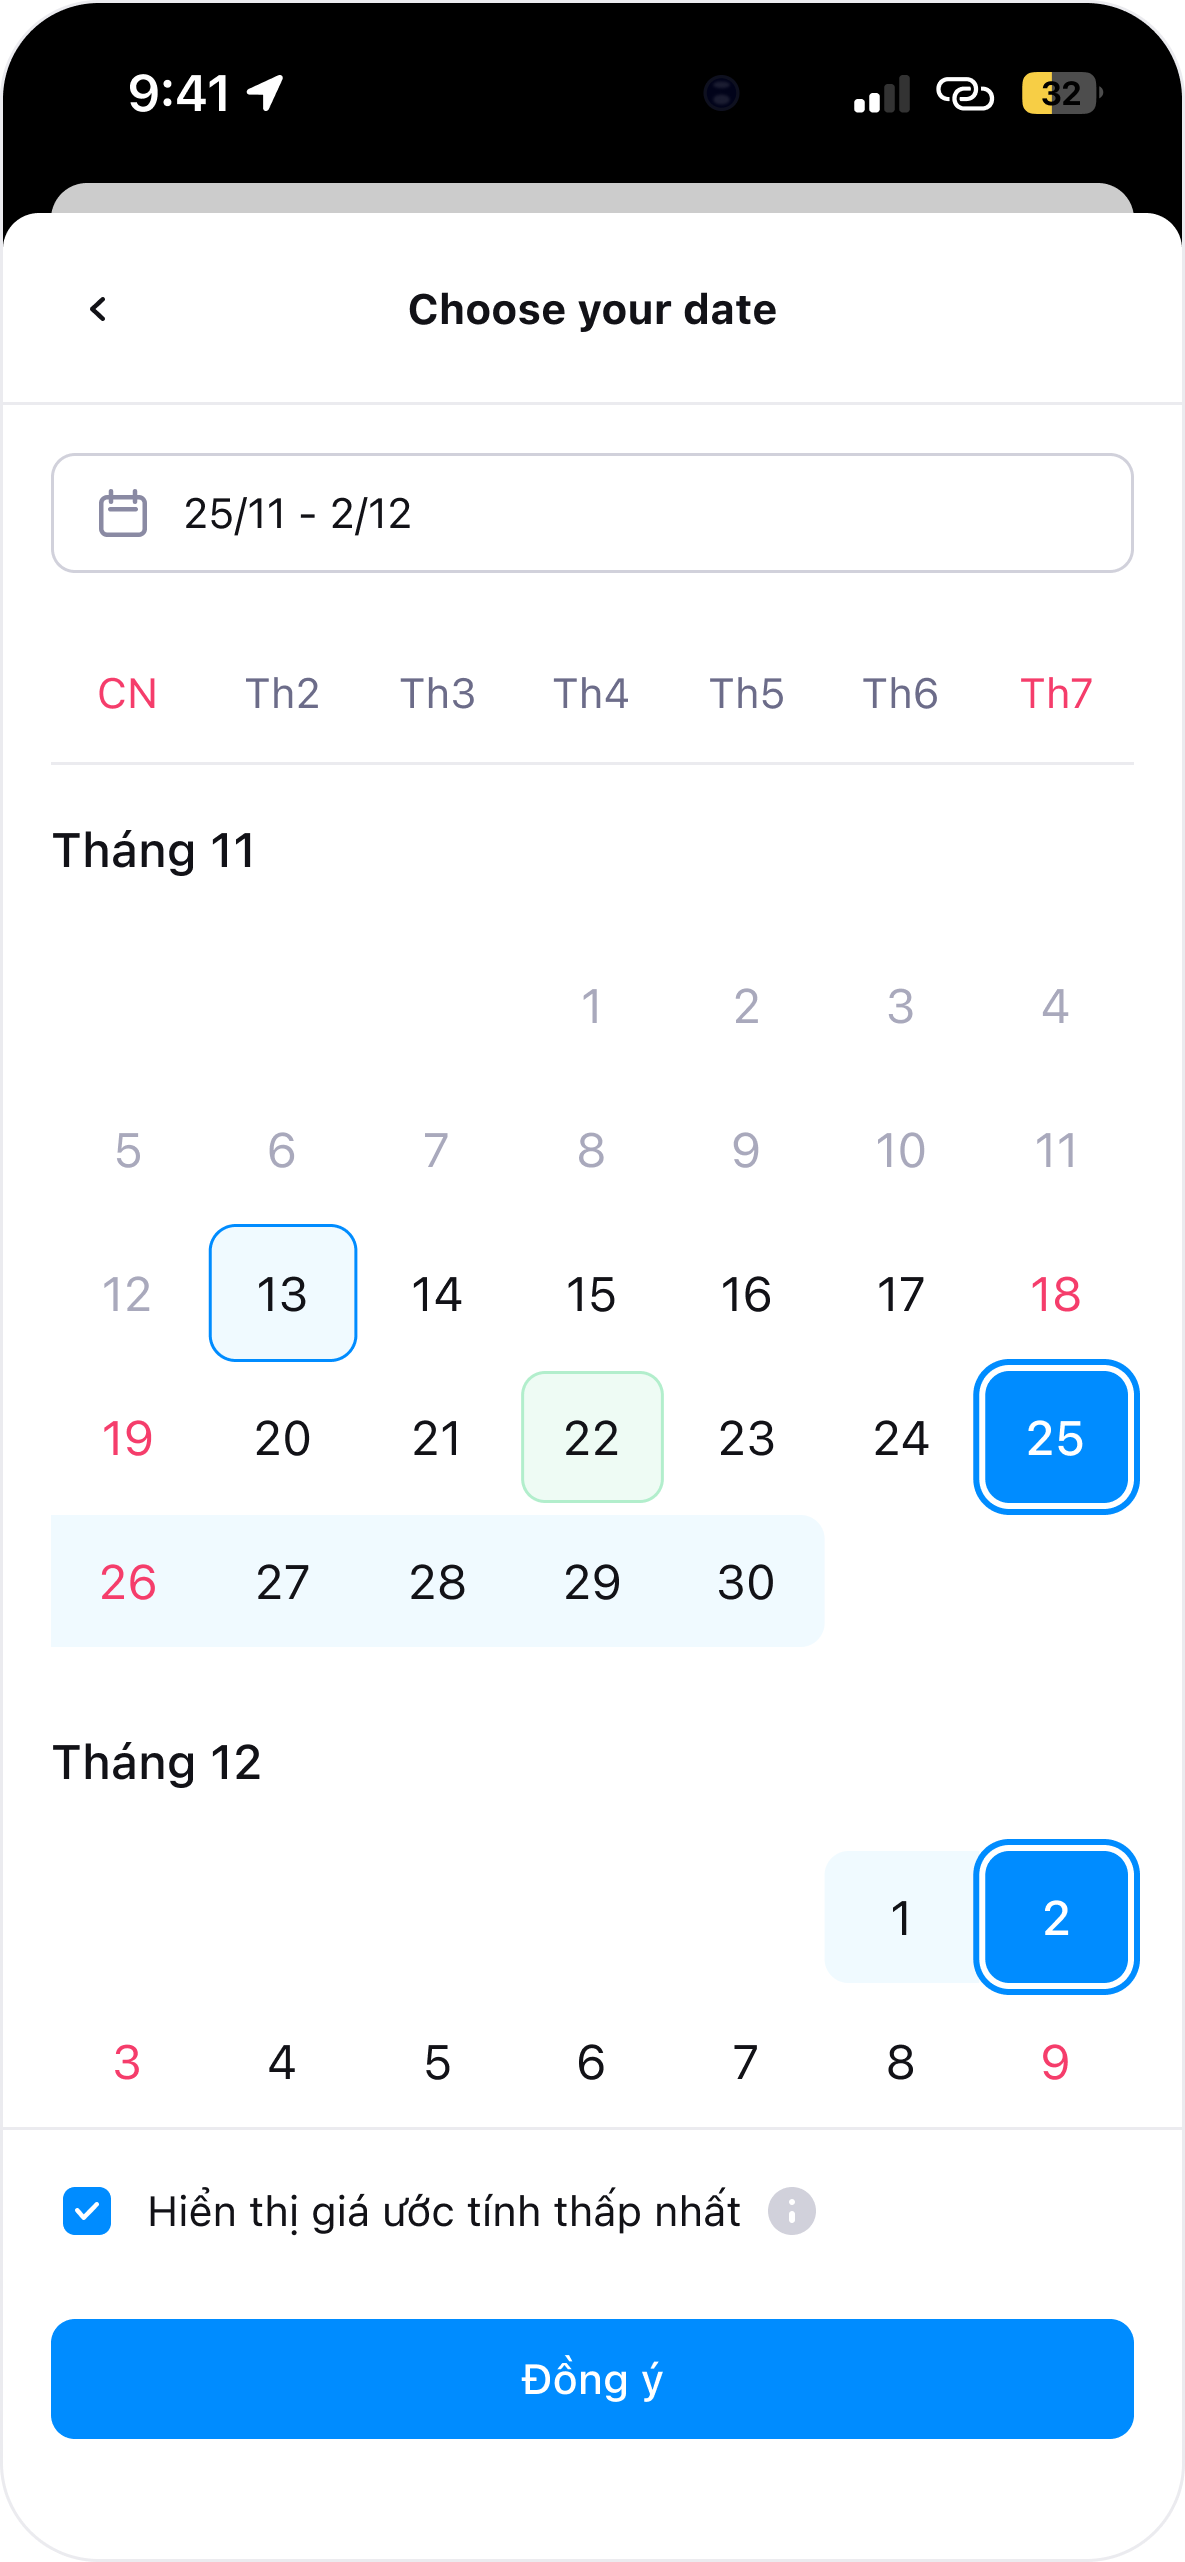 9:41 32
Choose your date
25/11 - 2/12
CN Th2 Th3 Th4 Th5 Th6 Th7
Tháng 11
1 2 3 4
5 6 7 8 9 10 11
12 13 14 15 16 17 18
19 20 21 22 23 24 25
26 27 28 29 30
Tháng 12
1 2
3 4 5 6 7 8 9
Hiển thị giá ước tính thấp nhất
Đồng ý